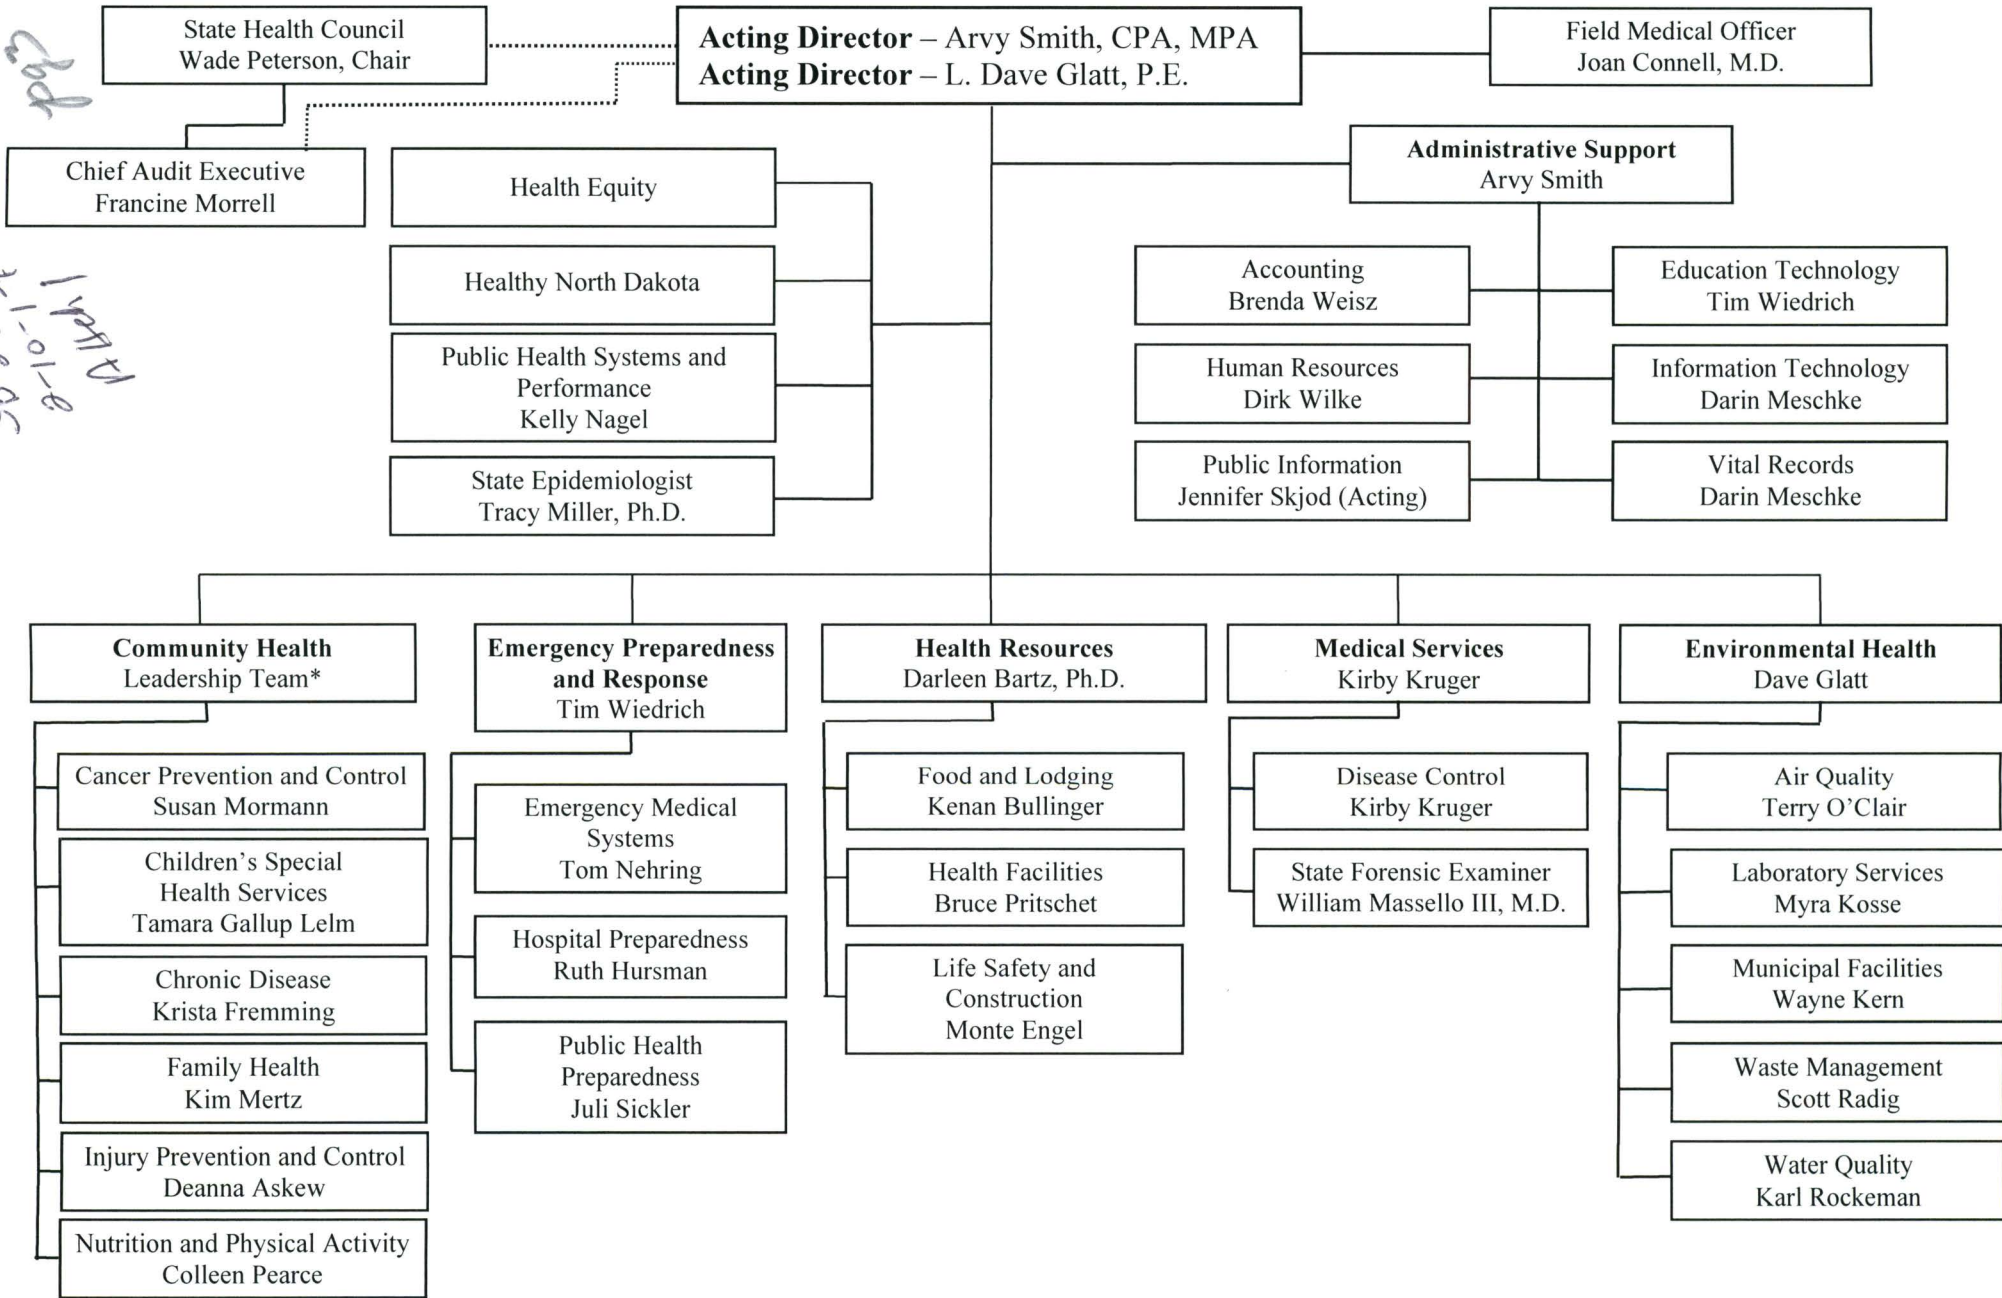 State Health Council
Wade Peterson, Chair
Acting Director – Arvy Smith, CPA, MPA
Acting Director – L. Dave Glatt, P.E.
Field Medical Officer
Joan Connell, M.D.
Chief Audit Executive
Francine Morrell
Health Equity
Healthy North Dakota
Public Health Systems and
Performance
Kelly Nagel
State Epidemiologist
Tracy Miller, Ph.D.
Administrative Support
Arvy Smith
Accounting
Brenda Weisz
Education Technology
Tim Wiedrich
Human Resources
Dirk Wilke
Information Technology
Darin Meschke
Public Information
Jennifer Skjod (Acting)
Vital Records
Darin Meschke
Community Health
Leadership Team*
Cancer Prevention and Control
Susan Mormann
Children’s Special
Health Services
Tamara Gallup Lelm
Chronic Disease
Krista Fremming
Family Health
Kim Mertz
Injury Prevention and Control
Deanna Askew
Nutrition and Physical Activity
Colleen Pearce
Emergency Preparedness
and Response
Tim Wiedrich
Emergency Medical
Systems
Tom Nehring
Hospital Preparedness
Ruth Hursman
Public Health
Preparedness
Juli Sickler
Health Resources
Darleen Bartz, Ph.D.
Food and Lodging
Kenan Bullinger
Health Facilities
Bruce Pritschet
Life Safety and
Construction
Monte Engel
Medical Services
Kirby Kruger
Disease Control
Kirby Kruger
State Forensic Examiner
William Massello III, M.D.
Environmental Health
Dave Glatt
Air Quality
Terry O’Clair
Laboratory Services
Myra Kosse
Municipal Facilities
Wayne Kern
Waste Management
Scott Radig
Water Quality
Karl Rockeman